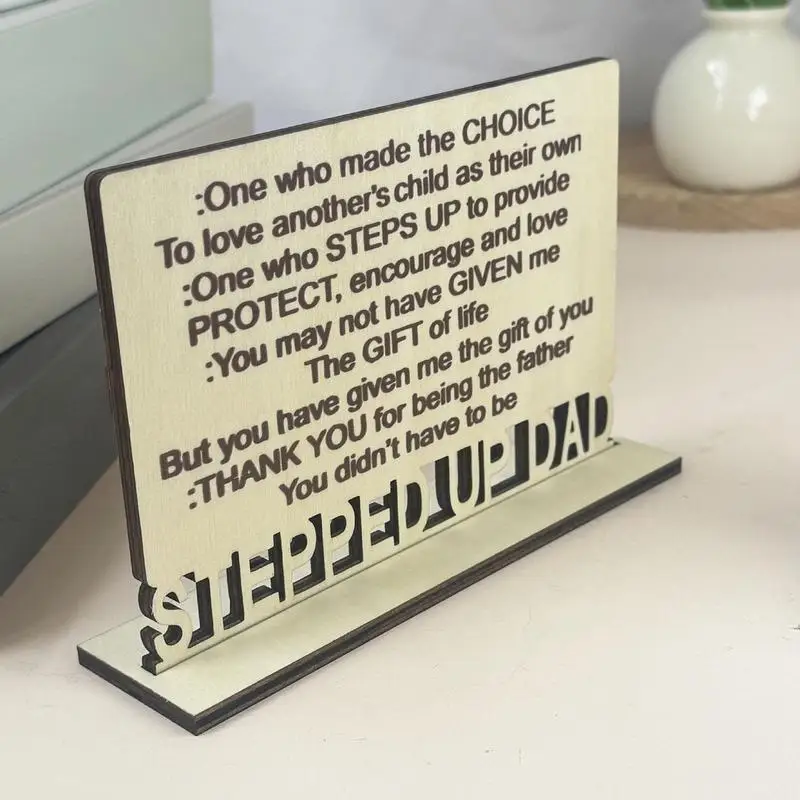 :One who made the CHOICE
To love another's child as their own
:One who STEPS UP to provide
PROTECT, encourage and love
:You may not have GIVEN me
The GIFT of life
But you have given me the gift of you
:THANK YOU for being the father
You didn't have to be
STEPPED UP DAD